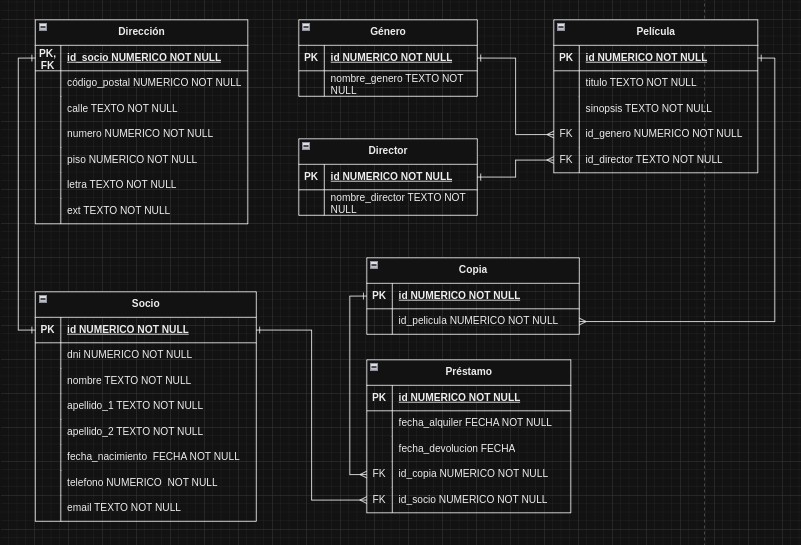 Dirección
PK, FK id_socio NUMERICO NOT NULL
código_postal NUMERICO NOT NULL
calle TEXTO NOT NULL
numero NUMERICO NOT NULL
piso NUMERICO NOT NULL
letra TEXTO NOT NULL
ext TEXTO NOT NULL
Género
PK id NUMERICO NOT NULL
nombre_genero TEXTO NOT
NULL
Película
PK id NUMERICO NOT NULL
titulo TEXTO NOT NULL
sinopsis TEXTO NOT NULL
FK id_genero NUMERICO NOT NULL
FK id_director TEXTO NOT NULL
Director
PK id NUMERICO NOT NULL
nombre_director TEXTO NOT
NULL
Copia
PK id NUMERICO NOT NULL
id_pelicula NUMERICO NOT NULL
Socio
PK id NUMERICO NOT NULL
dni NUMERICO NOT NULL
nombre TEXTO NOT NULL
apellido_1 TEXTO NOT NULL
apellido_2 TEXTO NOT NULL
fecha_nacimiento FECHA NOT NULL
telefono NUMERICO NOT NULL
email TEXTO NOT NULL
Préstamo
PK id NUMERICO NOT NULL
fecha_alquiler FECHA NOT NULL
fecha_devolucion FECHA
FK id_copia NUMERICO NOT NULL
FK id_socio NUMERICO NOT NULL